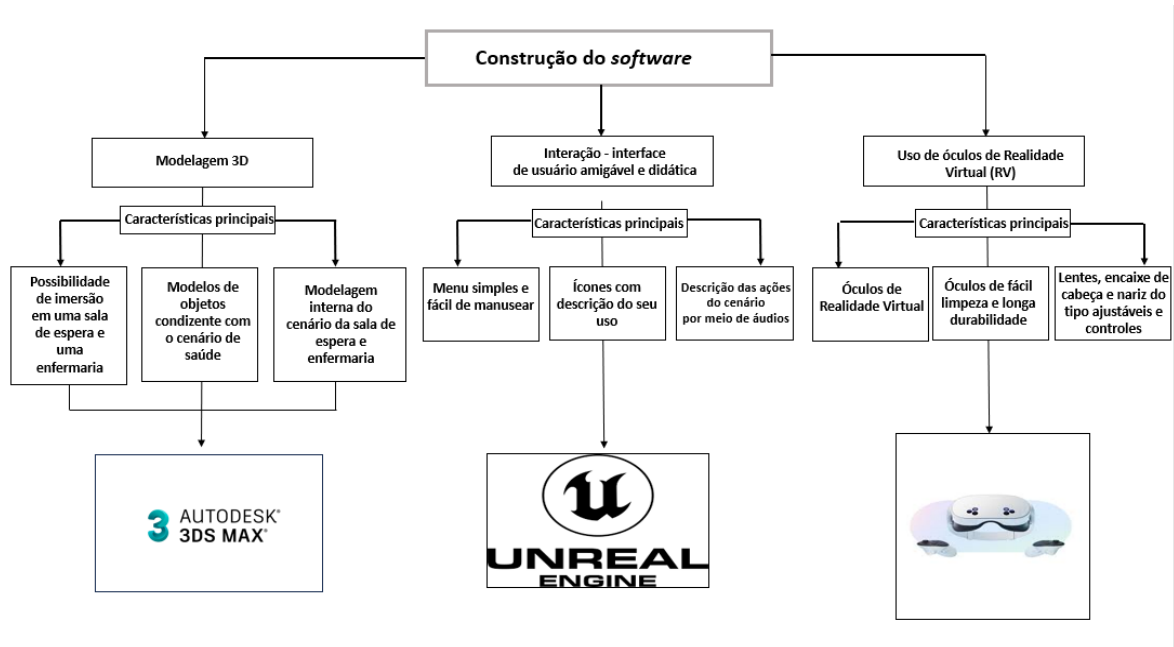 Construção do software
Modelagem 3D
Características principais
Possibilidade
de imersão
em uma sala
de espera e
uma
enfermaria
Modelos de
objetos
condizente com
o cenário de
saúde
Modelagem
interna do
cenário da sala de
espera e
enfermaria
3 AUTODESK®
3DS MAX®
Interação - interface
de usuário amigável e didática
Características principais
Menu simples e
fácil de manusear
Ícones com
descrição do seu
uso
Descrição das ações
do cenário
por meio de áudios
UNREAL
ENGINE
Uso de óculos de Realidade
Virtual (RV)
Características principais
Óculos de
Realidade Virtual
Óculos de fácil
limpeza e longa
durabilidade
Lentes, encaixe de
cabeça e nariz do
tipo ajustáveis e
controles